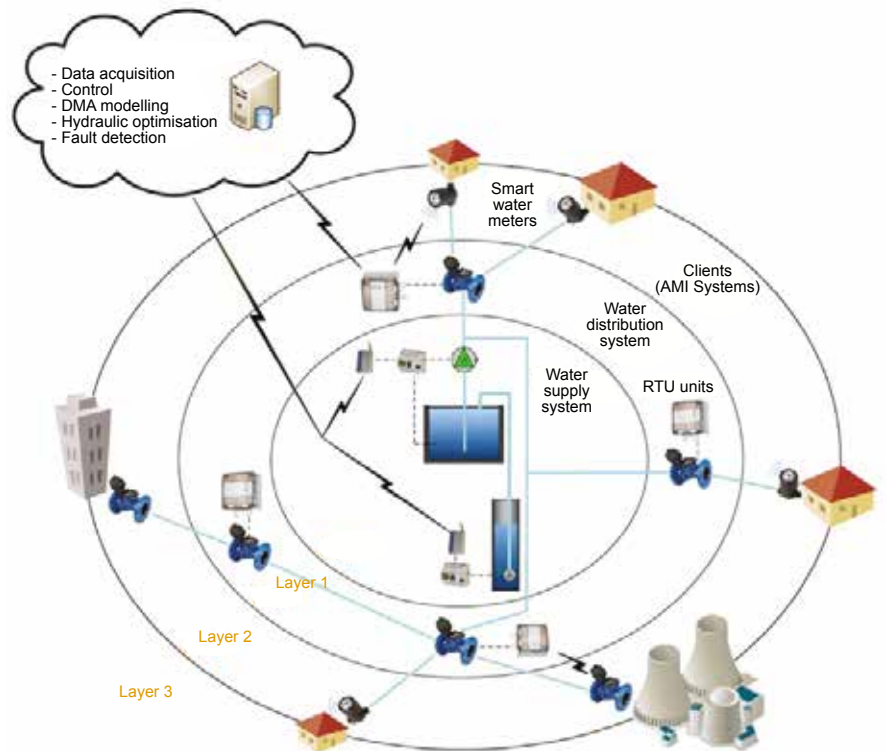 - Data acquisition
- Control
- DMA modelling
- Hydraulic optimisation
- Fault detection
Smart
water
meters
Clients
(AMI Systems)
Water
distribution
system
Water
supply
system
RTU units
Layer 1
Layer 2
Layer 3